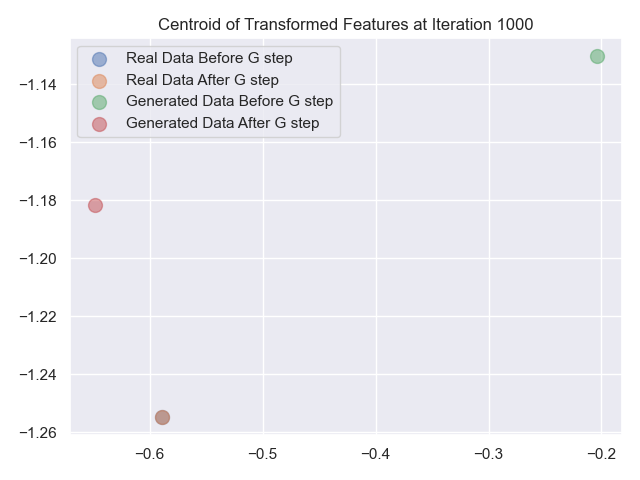 Centroid of Transformed Features at Iteration 1000
Real Data Before G step
Real Data After G step
Generated Data Before G step
Generated Data After G step
−1.14
−1.16
−1.18
−1.20
−1.22
−1.24
−1.26
−0.6 −0.5 −0.4 −0.3 −0.2